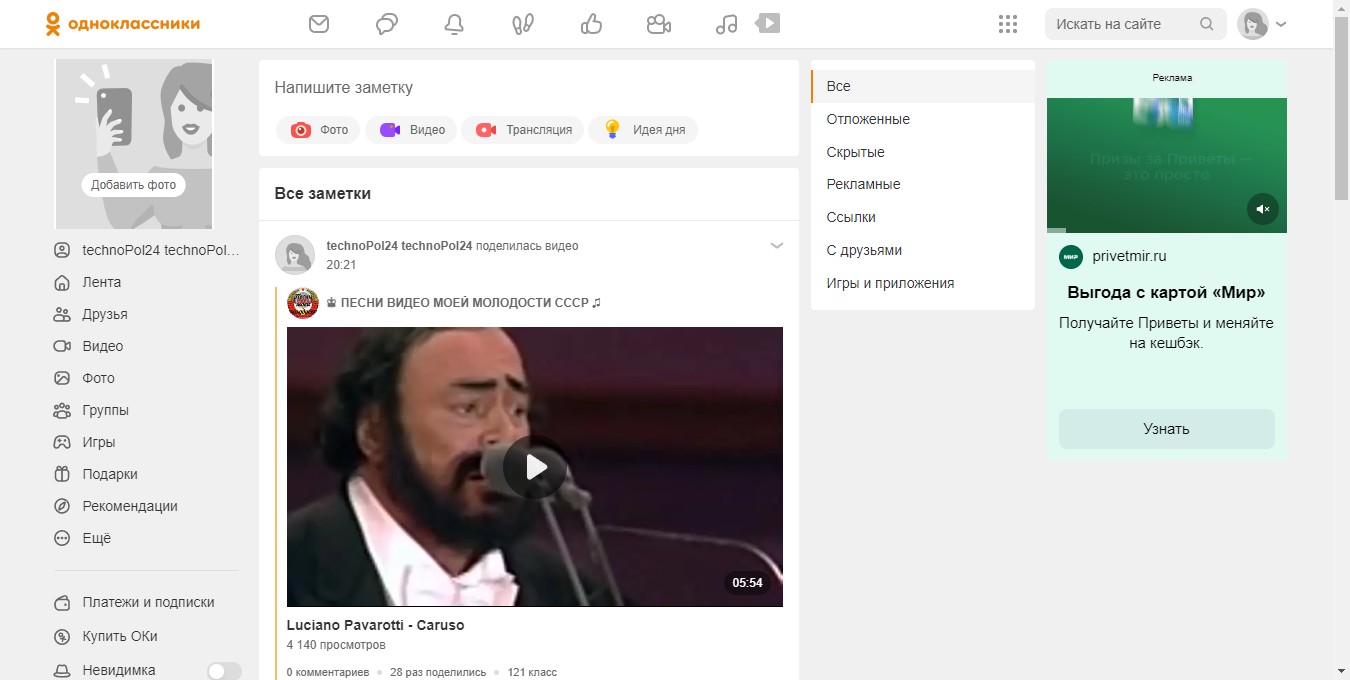 одноклассники
Искать на сайте
Добавить фото
technoPol24 technoPol...
Лента
Друзья
Видео
Фото
Группы
Игры
Подарки
Рекомендации
Ещё
Платежи и подписки
Купить ОКи
Невидимка
Напишите заметку
Фото
Видео
Трансляция
Идея дня
Все заметки
technoPol24 technoPol24 поделилась видео
20:21
♚ ПЕСНИ ВИДЕО МОЕЙ МОЛОДОСТИ СССР ♫
05:54
Luciano Pavarotti - Caruso
4 140 просмотров
0 комментариев • 28 раз поделились • 121 класс
Все
Отложенные
Скрытые
Рекламные
Ссылки
С друзьями
Игры и приложения
Реклама
Призы за Приветы —
это просто
МИР
privetmir.ru
Выгода с картой «Мир»
Получайте Приветы и меняйте
на кешбэк.
Узнать